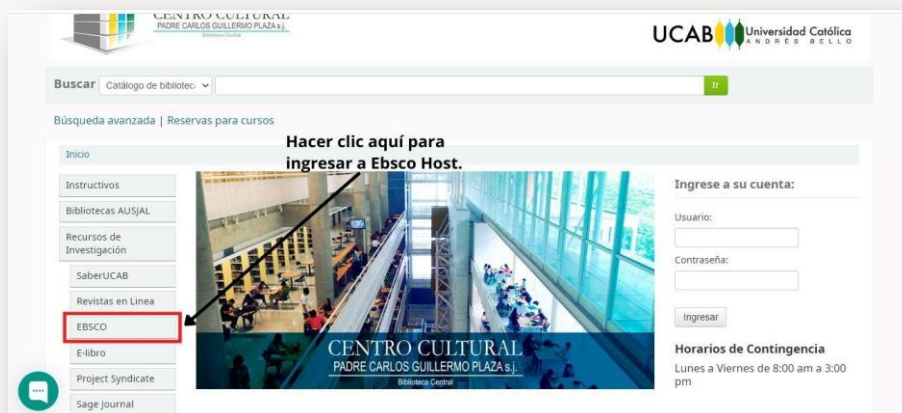 CENTRO CULTURAL
PADRE CARLOS GUILLERMO PLAZA s.j.
Biblioteca Central
UCAB Universidad Católica
ANDRÉS BELLO
Buscar Catálogo de bibliotec. Ir
Búsqueda avanzada | Reservas para cursos
Hacer clic aquí para
ingresar a Ebsco Host.
Inicio
Instructivos
Bibliotecas AUSJAL
Recursos de
Investigación
SaberUCAB
Revistas en Linea
EBSCO
E-libro
Project Syndicate
Sage Journal
CENTRO CULTURAL
PADRE CARLOS GUILLERMO PLAZA s.j.
Biblioteca Central
Ingrese a su cuenta:
Usuario:
Contraseña:
Ingresar
Horarios de Contingencia
Lunes a Viernes de 8:00 am a 3:00
pm